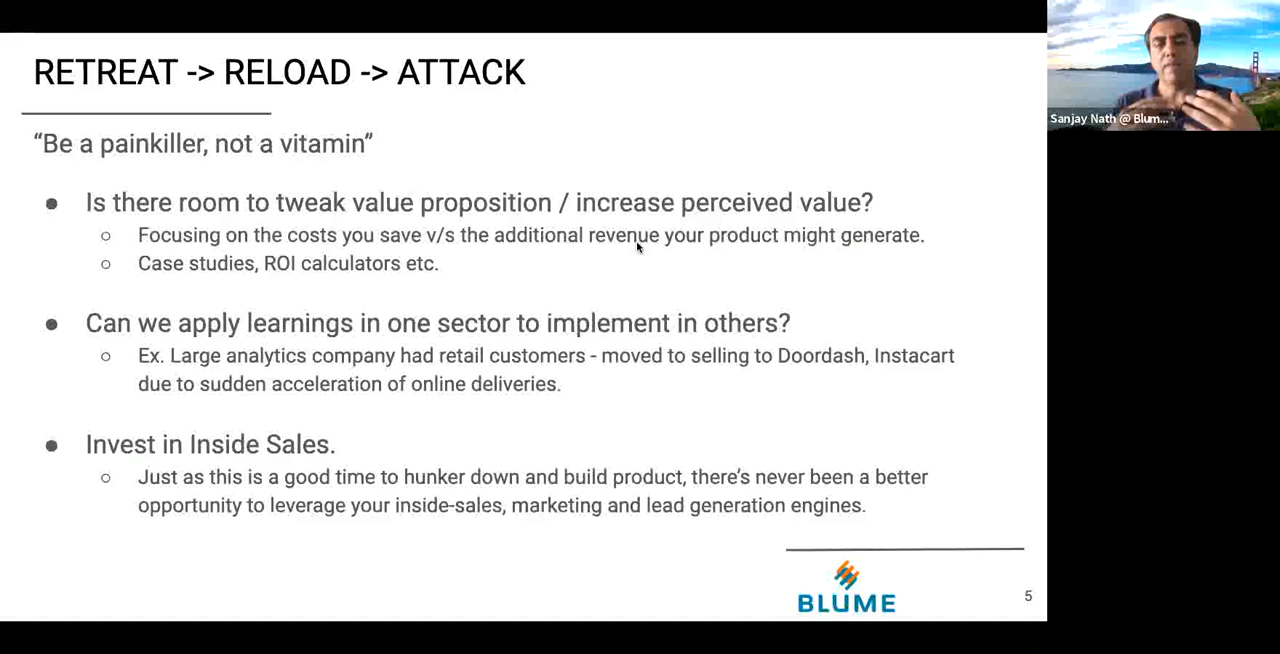 RETREAT -> RELOAD -> ATTACK
“Be a painkiller, not a vitamin”
● Is there room to tweak value proposition / increase perceived value?
○ Focusing on the costs you save v/s the additional revenue your product might generate.
○ Case studies, ROI calculators etc.
● Can we apply learnings in one sector to implement in others?
○ Ex. Large analytics company had retail customers - moved to selling to Doordash, Instacart
due to sudden acceleration of online deliveries.
● Invest in Inside Sales.
○ Just as this is a good time to hunker down and build product, there’s never been a better
opportunity to leverage your inside-sales, marketing and lead generation engines.
BLUME
5
Sanjay Nath @ Blum...